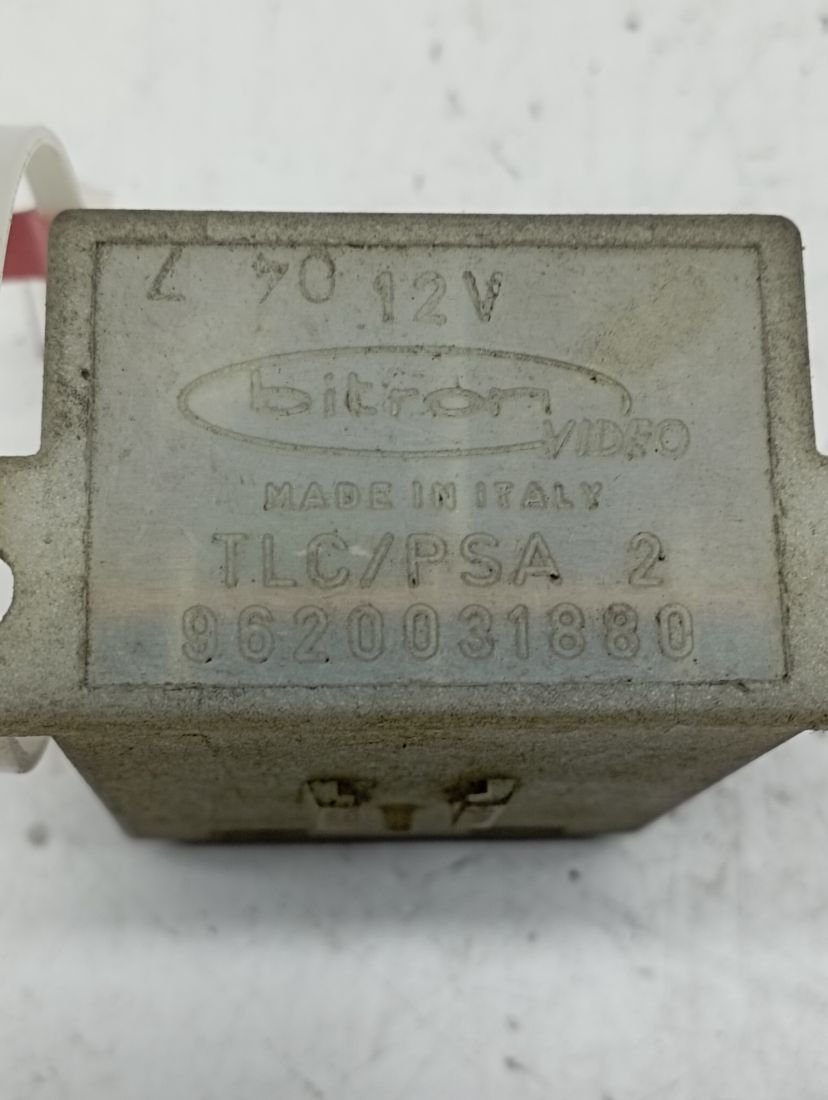 04 7 12V
bitron
VIDEO
MADE IN ITALY
TLC/PSA 2
9620031880